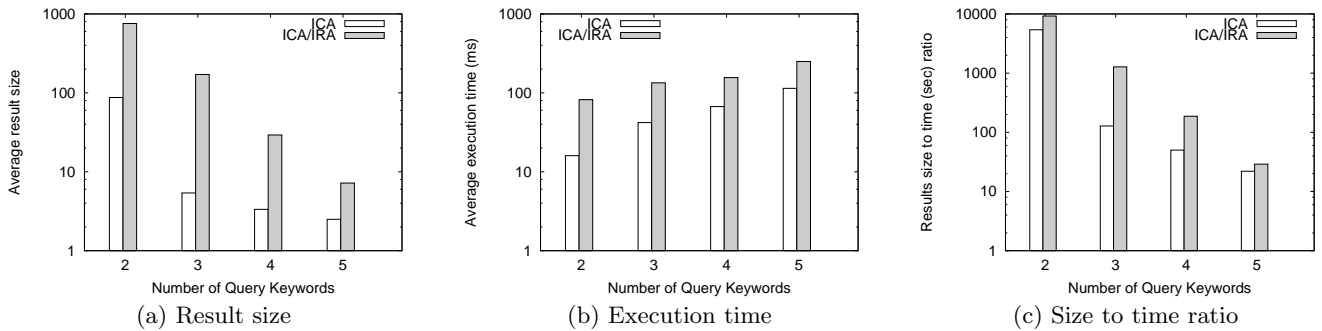 1000
100
10
1
Average result size
ICA
ICA/IRA
2 3 4 5
Number of Query Keywords
(a) Result size
1000
100
10
1
Average execution time (ms)
ICA
ICA/IRA
2 3 4 5
Number of Query Keywords
(b) Execution time
10000
1000
100
10
1
Results size to time (sec) ratio
ICA
ICA/IRA
2 3 4 5
Number of Query Keywords
(c) Size to time ratio